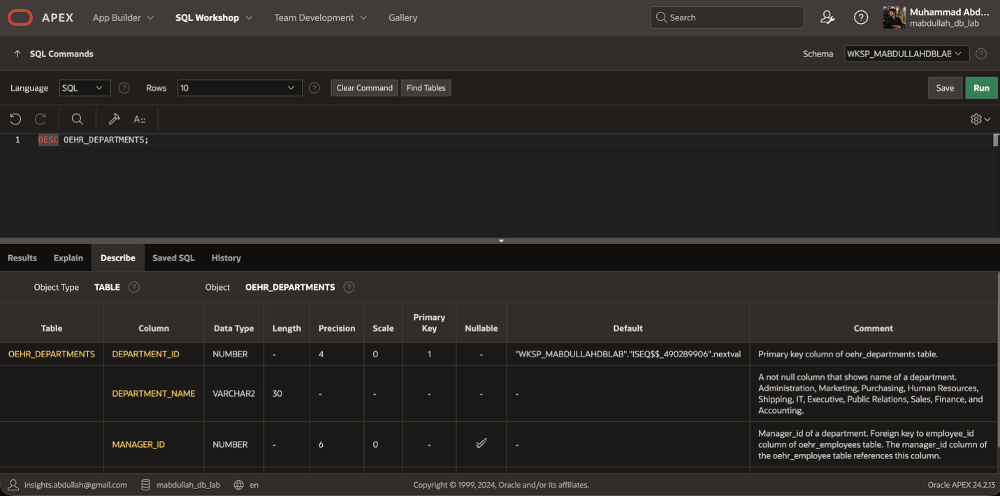 APEX App Builder SQL Workshop Team Development Gallery Search Muhammad Abd...
mabdullah_db_lab
SQL Commands Schema WKSP_MABDULLAHDBLAB ?
Language SQL ? Rows 10 ? Clear Command Find Tables Save Run
1 DESC OEHR_DEPARTMENTS;
Results Explain Describe Saved SQL History
Object Type TABLE ? Object OEHR_DEPARTMENTS ?
Table Column Data Type Length Precision Scale Primary Key Nullable Default Comment
OEHR_DEPARTMENTS DEPARTMENT_ID NUMBER - 4 0 1 - "WKSP_MABDULLAHDBLAB"."ISEQ$$_490289906".nextval Primary key column of oehr_departments table.
DEPARTMENT_NAME VARCHAR2 30 - - - - - A not null column that shows name of a department.
Administration, Marketing, Purchasing, Human Resources,
Shipping, IT, Executive, Public Relations, Sales, Finance, and
Accounting.
MANAGER_ID NUMBER - 6 0 - - Manager_id of a department. Foreign key to employee_id
column of oehr_employees table. The manager_id column of
the oehr_employee table references this column.
insights.abdullah@gmail.com mabdullah_db_lab en Copyright © 1999, 2024, Oracle and/or its affiliates. Oracle APEX 24.2.13